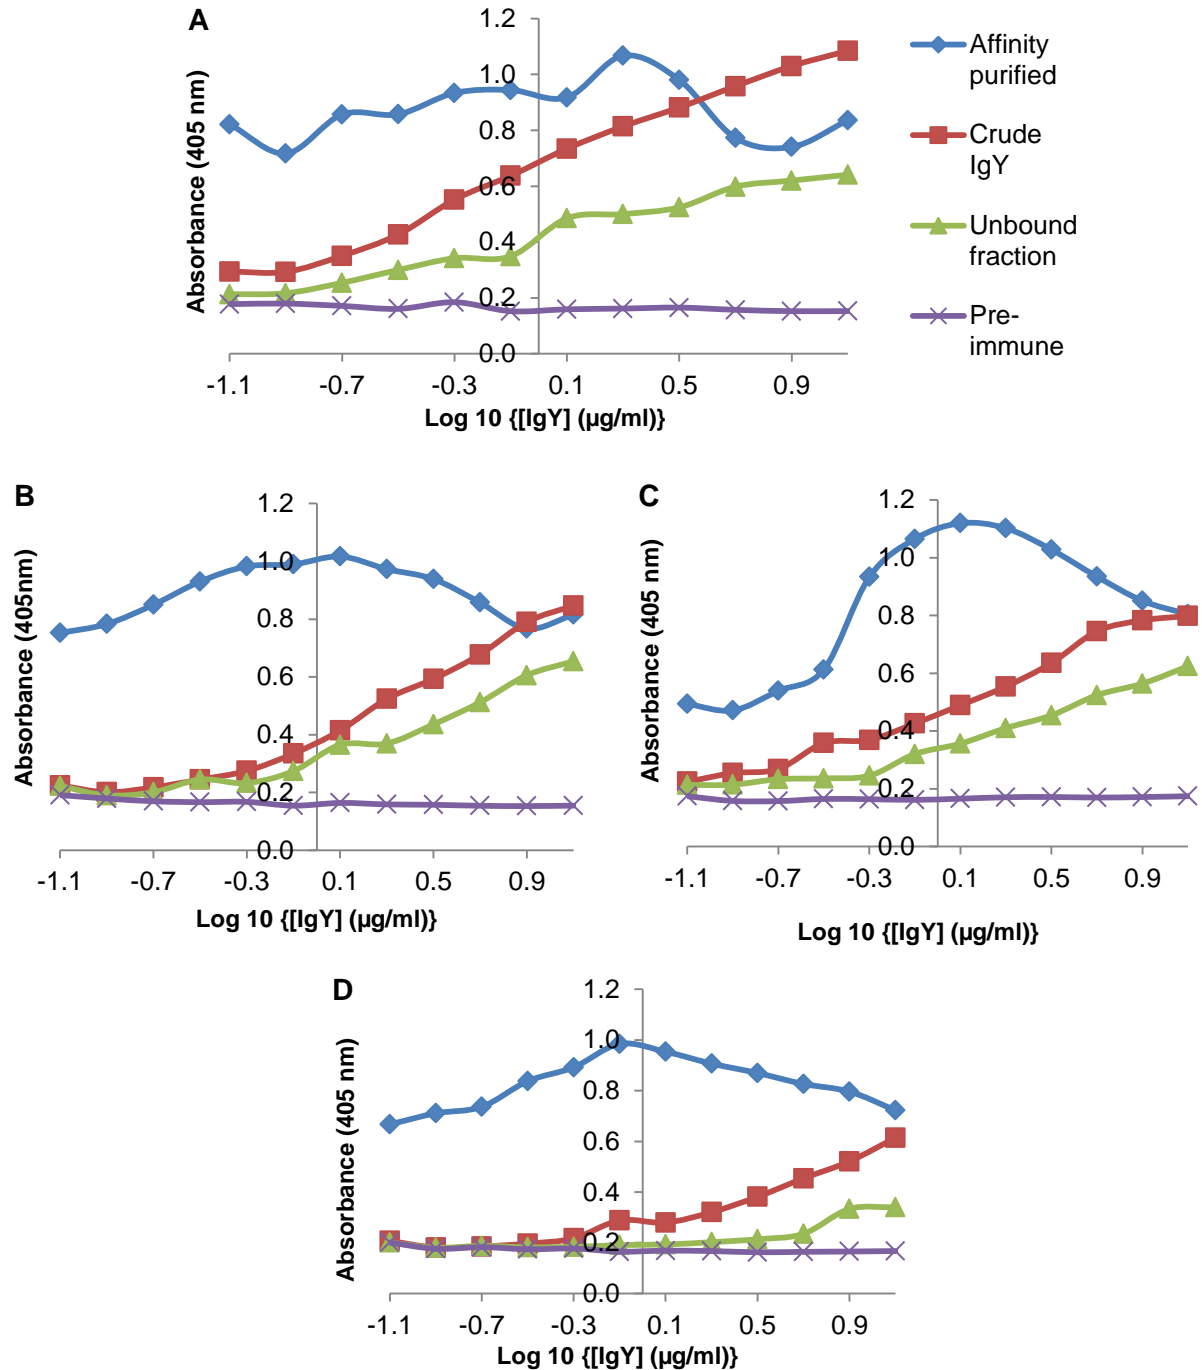 A
Absorbance (405 nm)
1.2
1.0
0.8
0.6
0.4
0.2
0.0
-1.1 -0.7 -0.3 0.1 0.5 0.9
Log 10 {[IgY] (µg/ml)}
Affinity
purified
Crude
IgY
Unbound
fraction
Pre-
immune
B
Absorbance (405nm)
1.2
1.0
0.8
0.6
0.4
0.2
0.0
-1.1 -0.7 -0.3 0.1 0.5 0.9
Log 10 {[IgY] (µg/ml)}
C
Absorbance (405 nm)
1.2
1.0
0.8
0.6
0.4
0.2
0.0
-1.1 -0.7 -0.3 0.1 0.5 0.9
Log 10 {[IgY] (µg/ml)}
D
Absorbance (405 nm)
1.2
1.0
0.8
0.6
0.4
0.2
0.0
-1.1 -0.7 -0.3 0.1 0.5 0.9
Log 10 {[IgY] (µg/ml)}